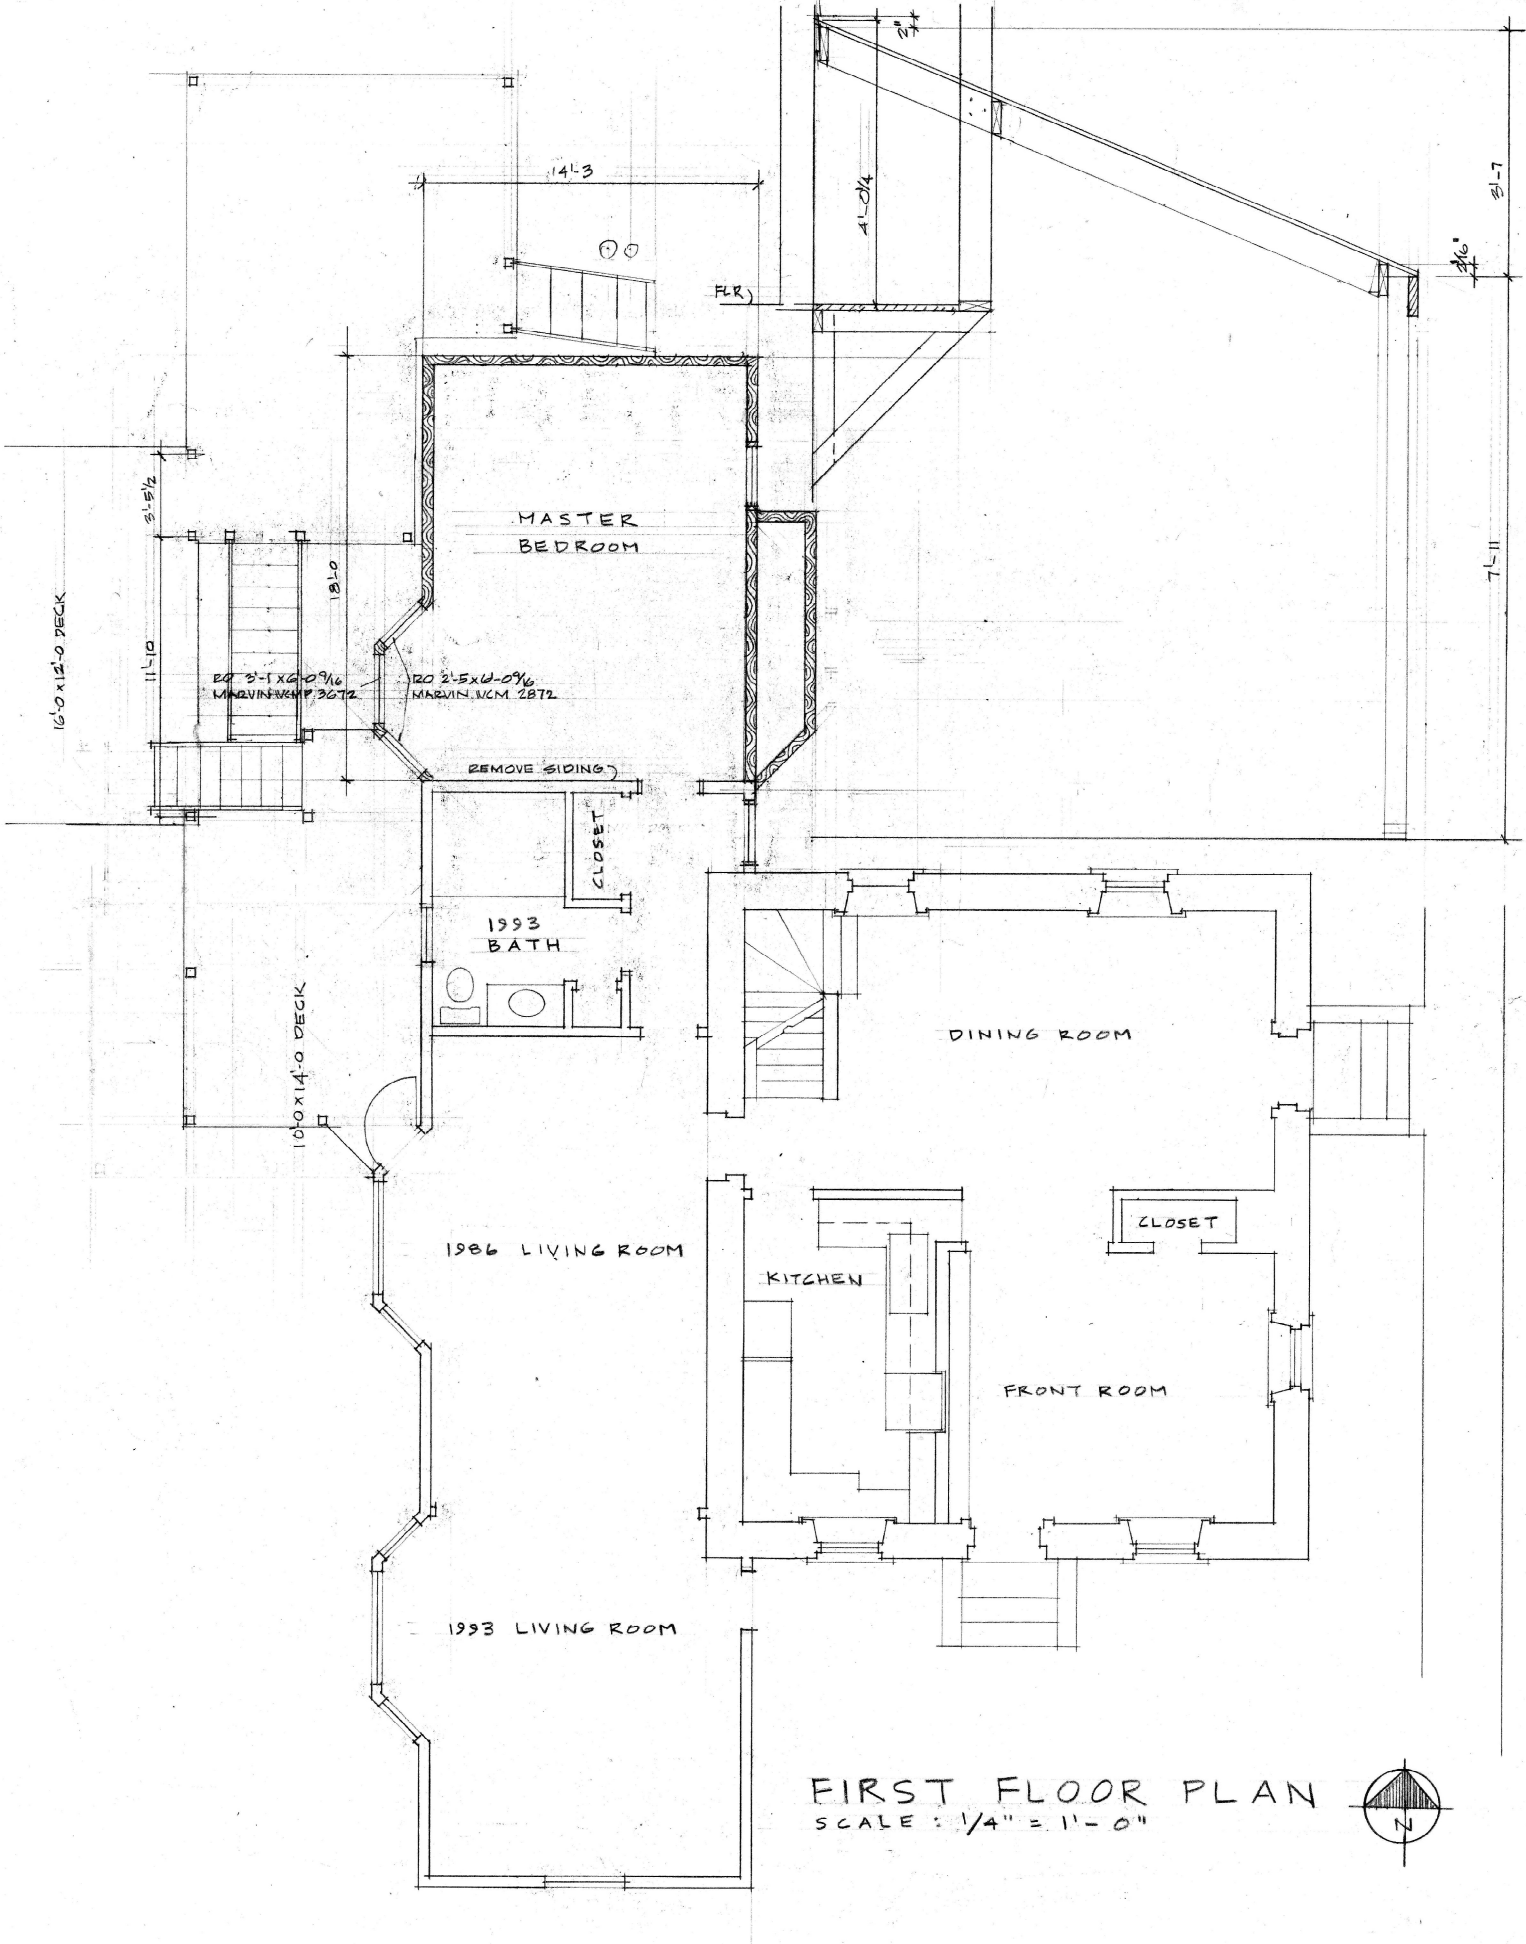 2"
14'-3
4'-0 1/4
3'-7
FLR
3'-5 1/2
MASTER
BEDROOM
18'-0
7'-11
16'-0 x 12'-0 DECK
11'-10
RO 3'-1 x 6'-0 9/16
MARVIN WCMP 3672
RO 2'-5 x 6'-0 9/16
MARVIN WCM 2872
REMOVE SIDING
CLOSET
1993
BATH
10'-0 x 14'-0 DECK
DINING ROOM
CLOSET
1986 LIVING ROOM
KITCHEN
FRONT ROOM
1993 LIVING ROOM
FIRST FLOOR PLAN
SCALE : 1/4" = 1'-0"
N